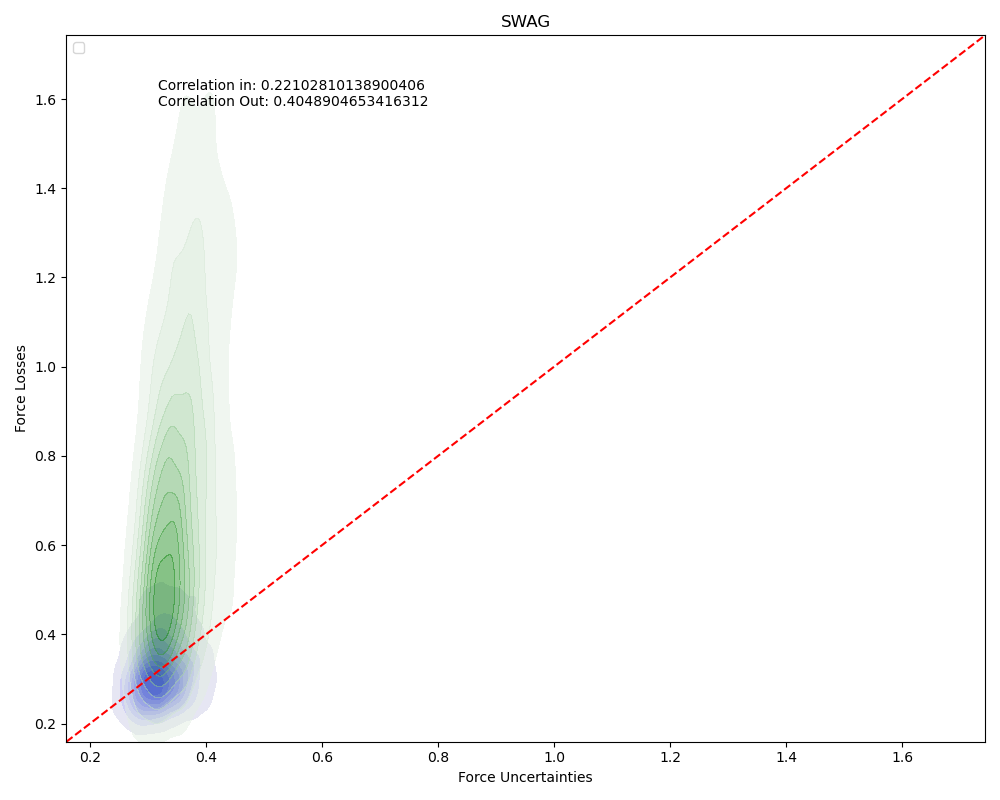 SWAG
Correlation in: 0.22102810138900406
Correlation Out: 0.4048904653416312
Force Losses
1.6
1.4
1.2
1.0
0.8
0.6
0.4
0.2
0.2 0.4 0.6 0.8 1.0 1.2 1.4 1.6
Force Uncertainties